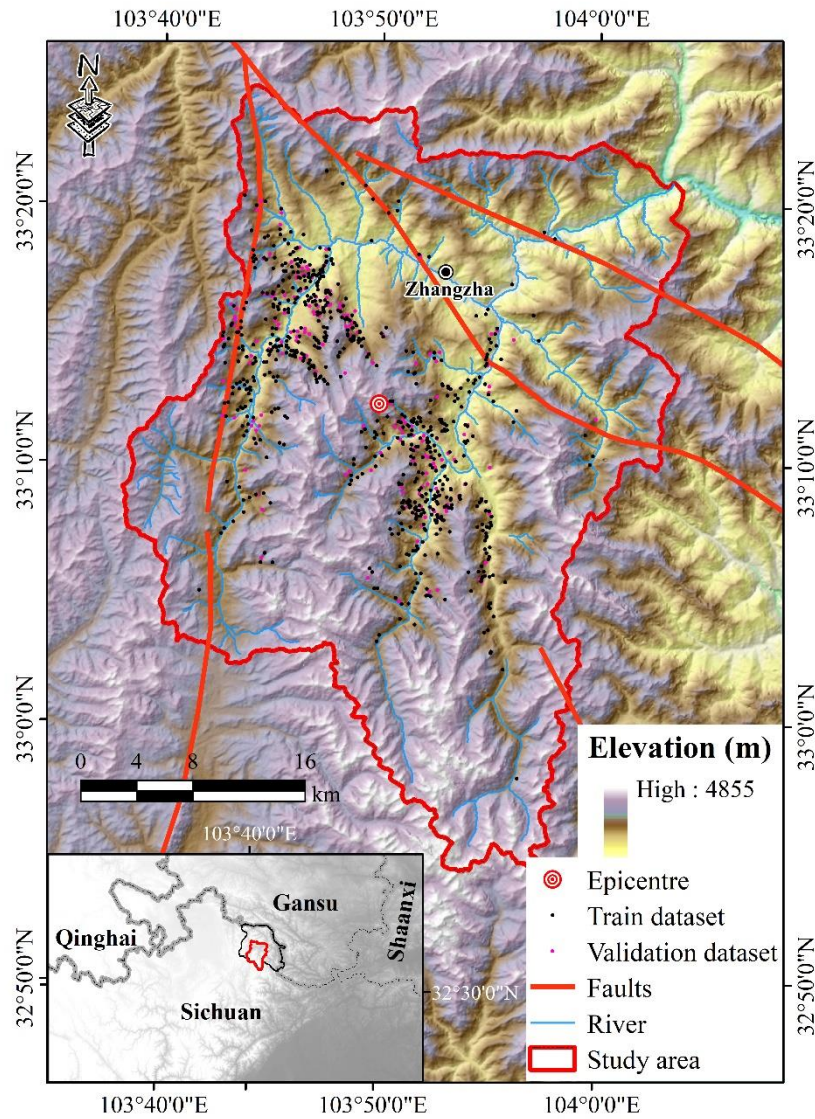 103°40'0"E
103°50'0"E
104°0'0"E
N
33°20'0"N
33°20'0"N
Zhangzha
33°10'0"N
33°10'0"N
33°0'0"N
33°0'0"N
0 4 8 16
km
Elevation (m)
High : 4855
103°40'0"E
Epicentre
Train dataset
Validation dataset
Faults
River
Study area
Gansu
Shaanxi
Qinghai
Sichuan
32°50'0"N
32°30'0"N
32°50'0"N
103°40'0"E
103°50'0"E
104°0'0"E